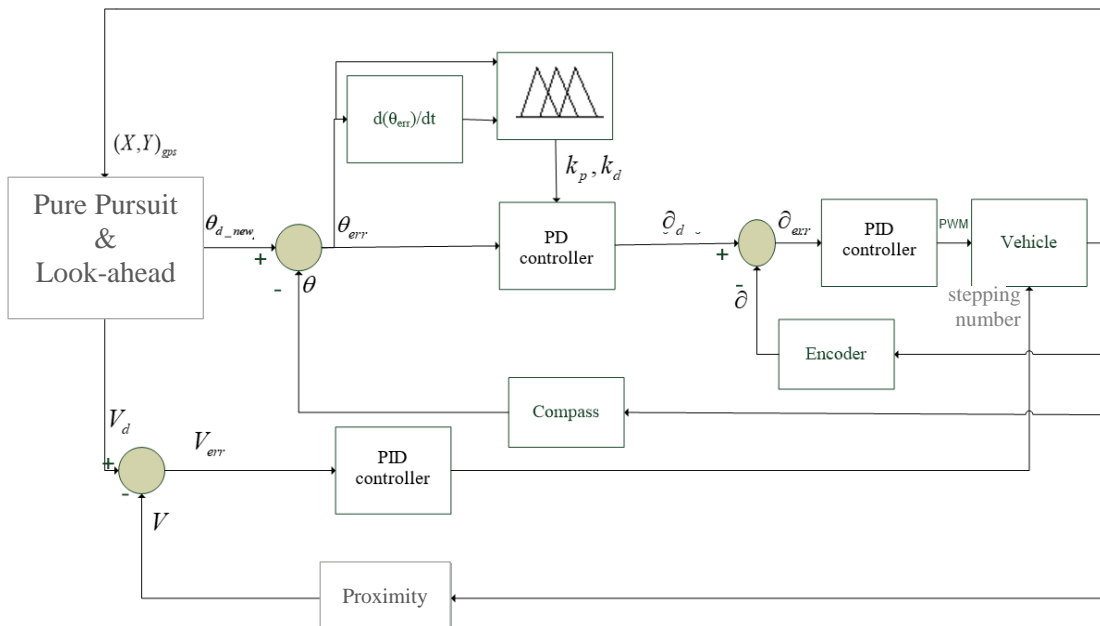 (X,Y)gps
Pure Pursuit
&
Look-ahead
θd_new
+
-
θ
θerr
d(θerr)/dt
kp , kd
PD
controller
∂d
+
-
∂
∂err
PID
controller
PWM
Vehicle
stepping
number
Encoder
Compass
Vd
+
-
V
Verr
PID
controller
Proximity